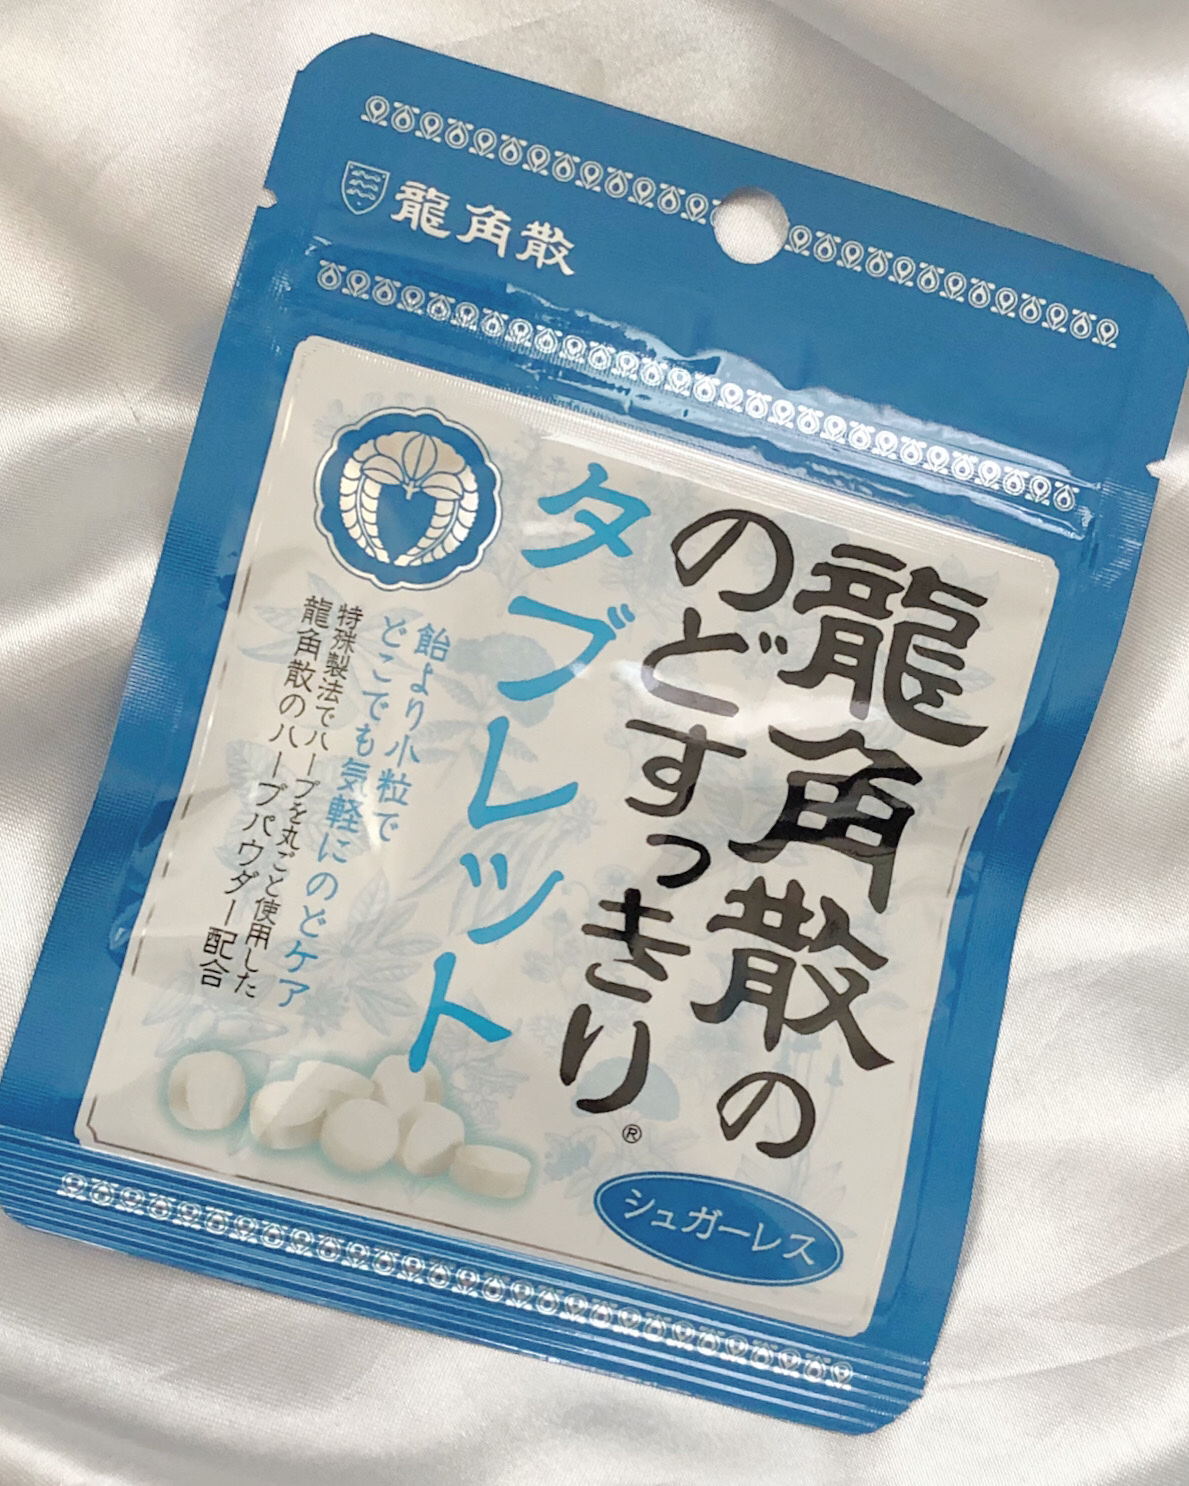 龍角散
龍角散の
のどすっきり®
タブレット
飴より小粒で
どこでも気軽にのどケア
特殊製法でハーブを丸ごと使用した
龍角散のハーブパウダー配合
シュガーレス